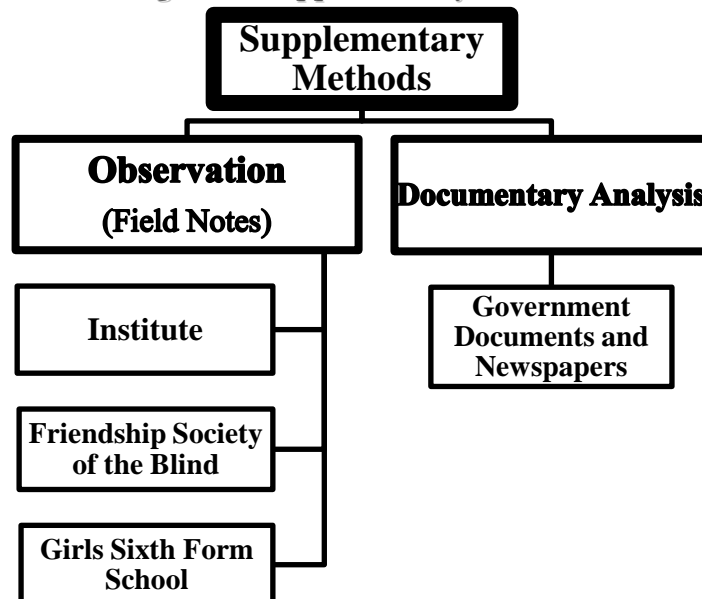 Supplementary
Methods
Observation
(Field Notes)
Documentary Analysis
Institute
Government
Documents and
Newspapers
Friendship Society
of the Blind
Girls Sixth Form
School